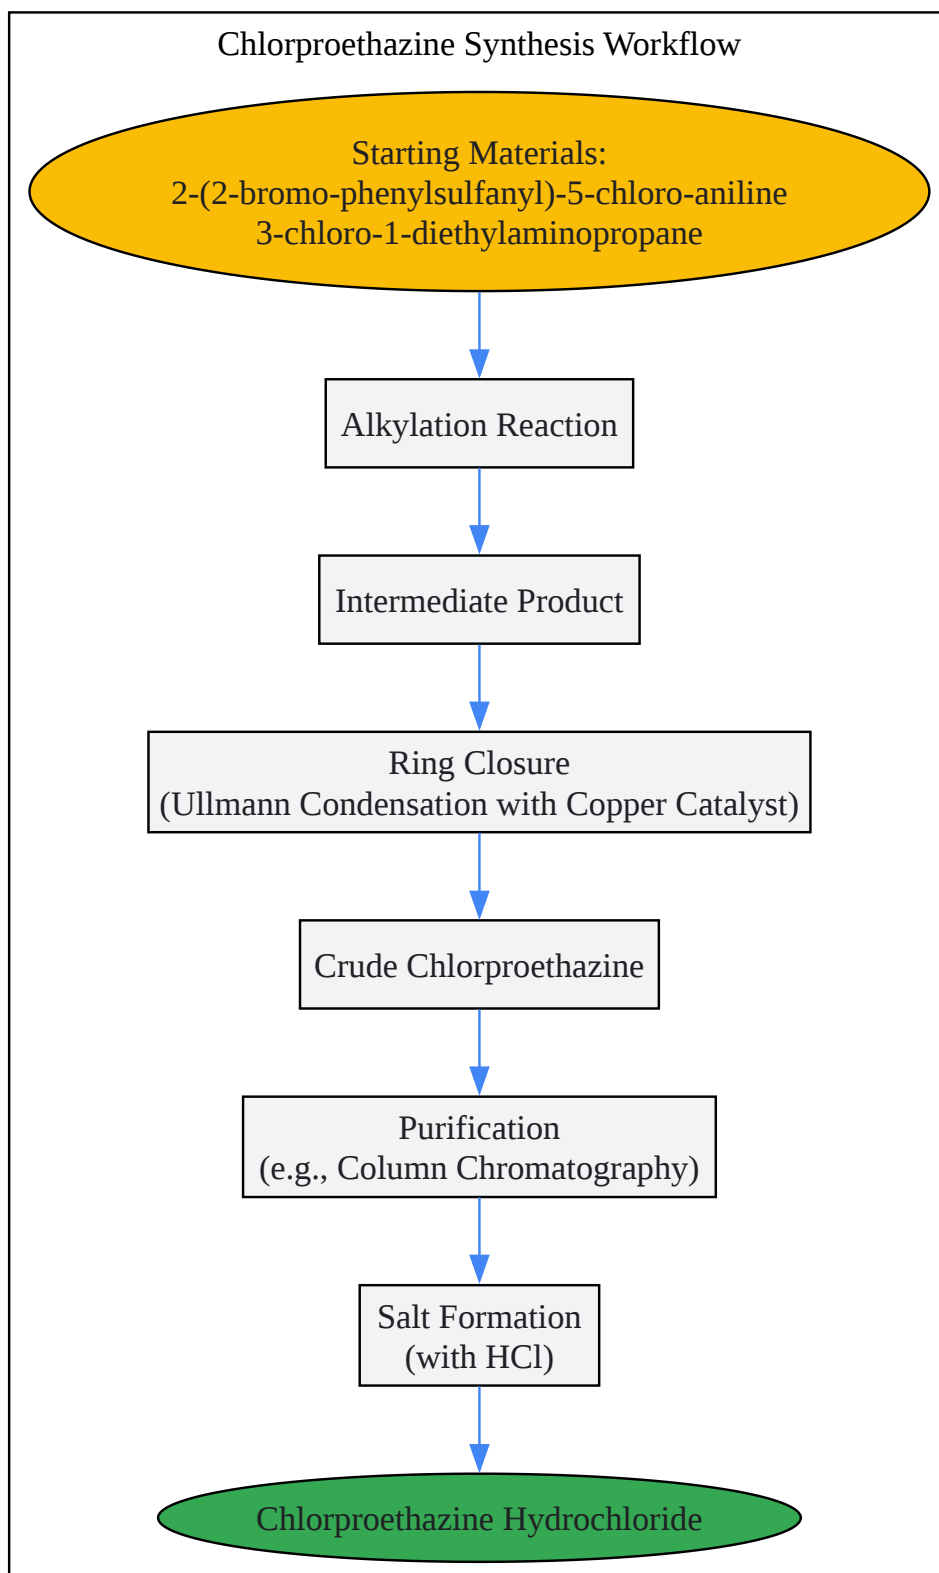 Chlorproethazine Synthesis Workflow
Starting Materials:
2-(2-bromo-phenylsulfanyl)-5-chloro-aniline
3-chloro-1-diethylaminopropane
Alkylation Reaction
Intermediate Product
Ring Closure
(Ullmann Condensation with Copper Catalyst)
Crude Chlorproethazine
Purification
(e.g., Column Chromatography)
Salt Formation
(with HCl)
Chlorproethazine Hydrochloride